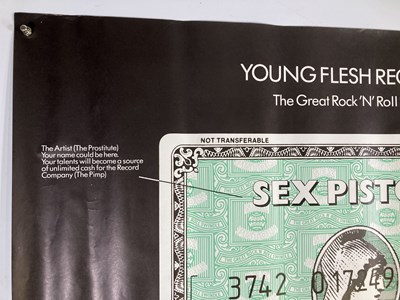 YOUNG FLESH REC
The Great Rock 'N' Roll
NOT TRANSFERABLE
The Artist (The Prostitute)
Your name could be here.
Your talents will become a source
of unlimited cash for the Record
Company (The Pimp)
SEX PISTO
3742 017149